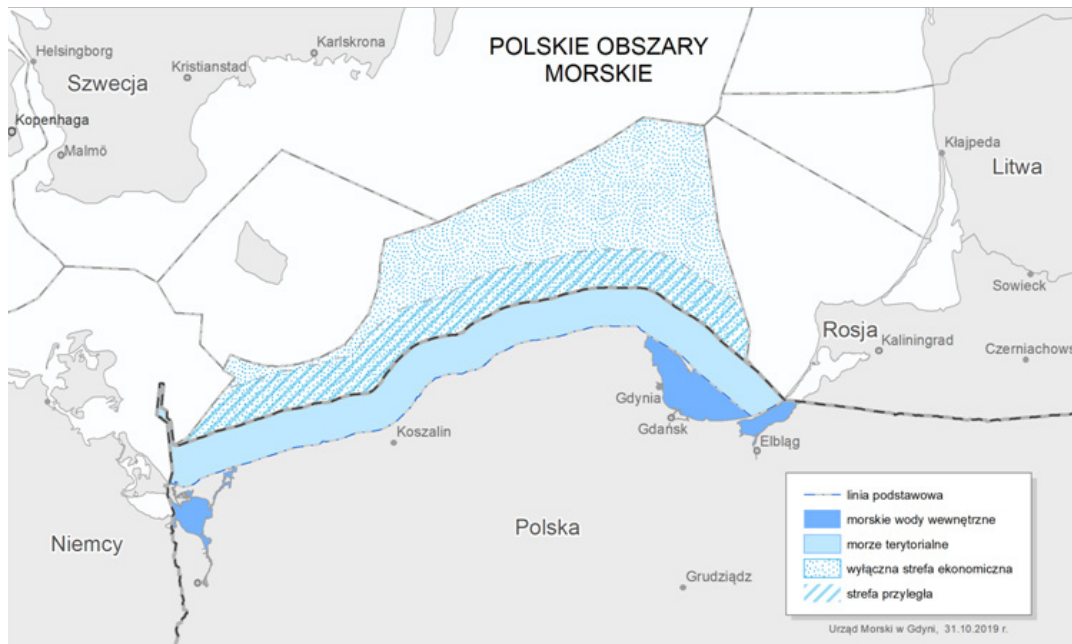 POLSKIE OBSZARY
MORSKIE
Helsingborg
Karlskrona
Kristianstad
Szwecja
Kopenhaga
Malmö
Kłajpeda
Litwa
Sowieck
Rosja
Kaliningrad
Czerniachows
Gdynia
Gdańsk
Elbląg
Koszalin
Niemcy
Polska
Grudziądz
linia podstawowa
morskie wody wewnętrzne
morze terytorialne
wyłączna strefa ekonomiczna
strefa przyległa
Urząd Morski w Gdyni, 31.10.2019 r.